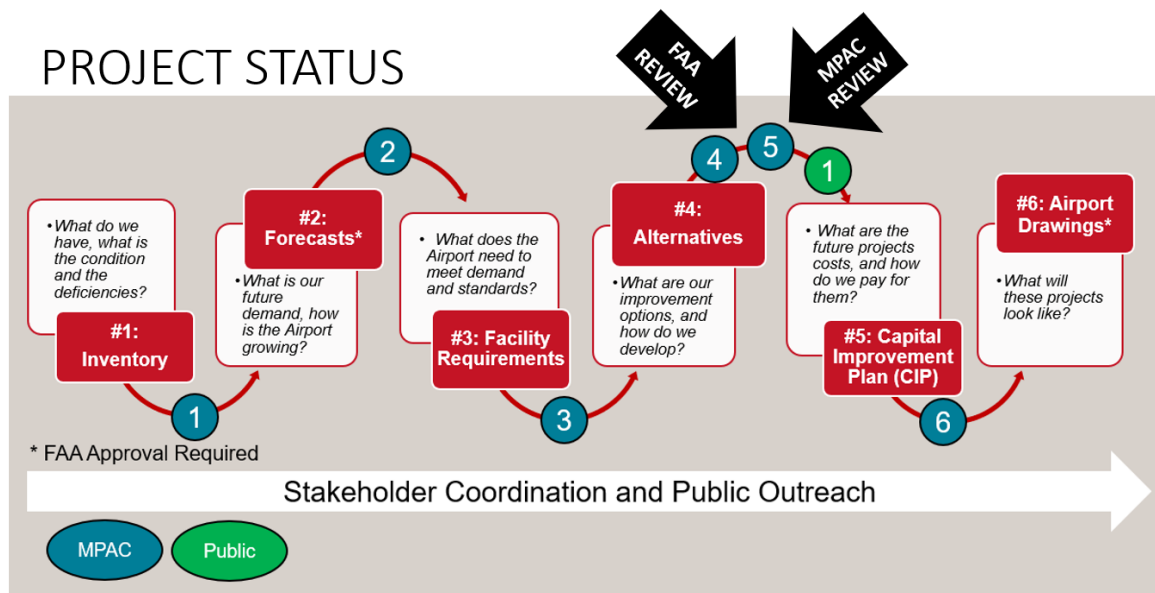 PROJECT STATUS
FAA
REVIEW
MPAC
REVIEW
•What do we
have, what is
the condition
and the
deficiencies?
#1:
Inventory
1
2
#2:
Forecasts*
•What is our
future
demand, how
is the Airport
growing?
• What does the
Airport need to
meet demand
and standards?
#3: Facility
Requirements
3
4
5
1
#4:
Alternatives
•What are our
improvement
options, and
how do we
develop?
• What are the
future projects
costs, and how
do we pay for
them?
#5: Capital
Improvement
Plan (CIP)
6
#6: Airport
Drawings*
•What will
these projects
look like?
* FAA Approval Required
Stakeholder Coordination and Public Outreach
MPAC
Public